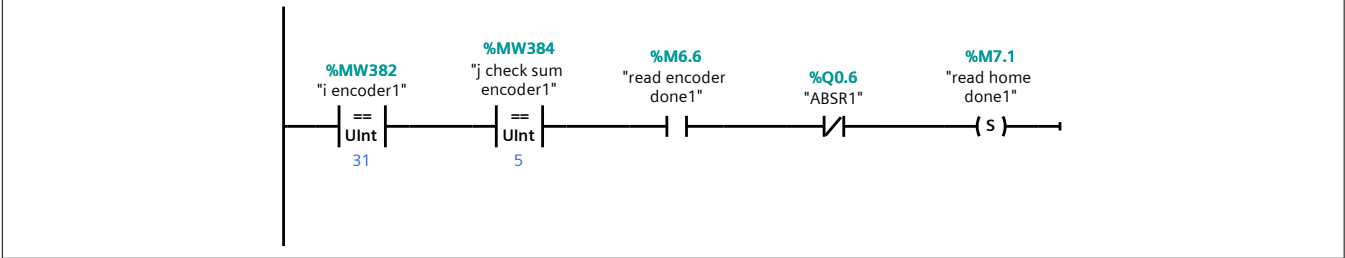 %MW382
"i encoder1"
==
UInt
31
%MW384
"j check sum
encoder1"
==
UInt
5
%M6.6
"read encoder
done1"
%Q0.6
"ABSR1"
%M7.1
"read home
done1"
S